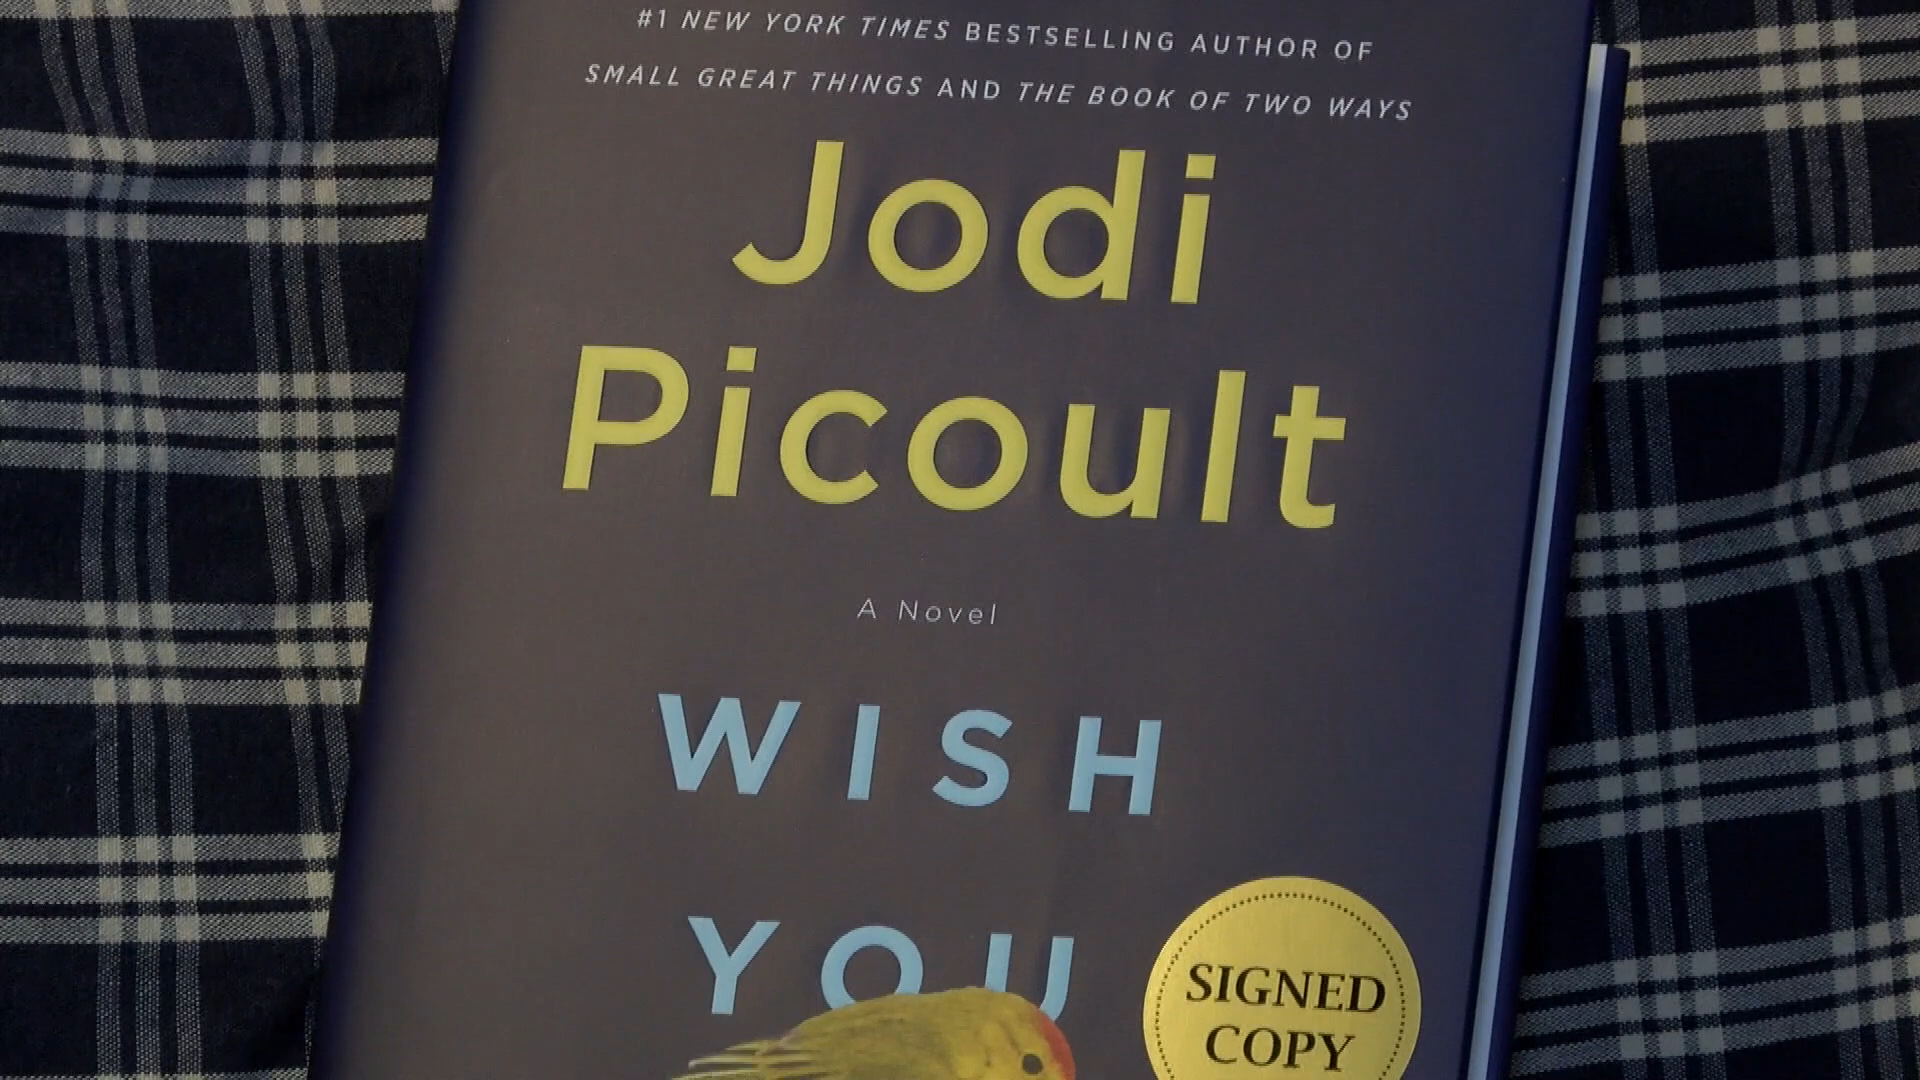 #1 NEW YORK TIMES BESTSELLING AUTHOR OF
SMALL GREAT THINGS AND THE BOOK OF TWO WAYS
Jodi
Picoult
A Novel
WISH
YOU
SIGNED
COPY